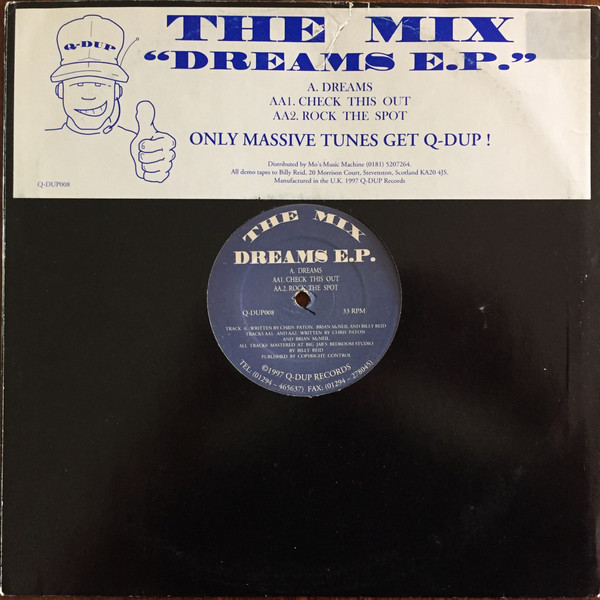 Q-DUP
THE MIX
"DREAMS E.P."
A. DREAMS
AA1. CHECK THIS OUT
AA2. ROCK THE SPOT
ONLY MASSIVE TUNES GET Q-DUP !
Distributed by Mo's Music Machine (0181) 5207264.
All demo tapes to Billy Reid, 20 Morrison Court, Stevenston, Scotland KA20 4JS.
Manufactured in the U.K. 1997 Q-DUP Records
Q-DUP008
THE MIX
DREAMS E.P.
A. DREAMS
AA1. CHECK THIS OUT
AA.2. ROCK THE SPOT
Q-DUP008 33 RPM
TRACK A. WRITTEN BY CHRIS PATON, BRIAN McNEIL AND BILLY REID
TRACKS AA1. AND AA2. WRITTEN BY CHRIS PATON
AND BRIAN McNEIL
ALL TRACKS MASTERED AT BIG JAB'S BEDROOM STUDIO
BY BILLY REID
PUBLISHED BY COPYRIGHT CONTROL
©1997 Q-DUP RECORDS
TEL: (01294 - 465637) FAX: (01294 - 278045)